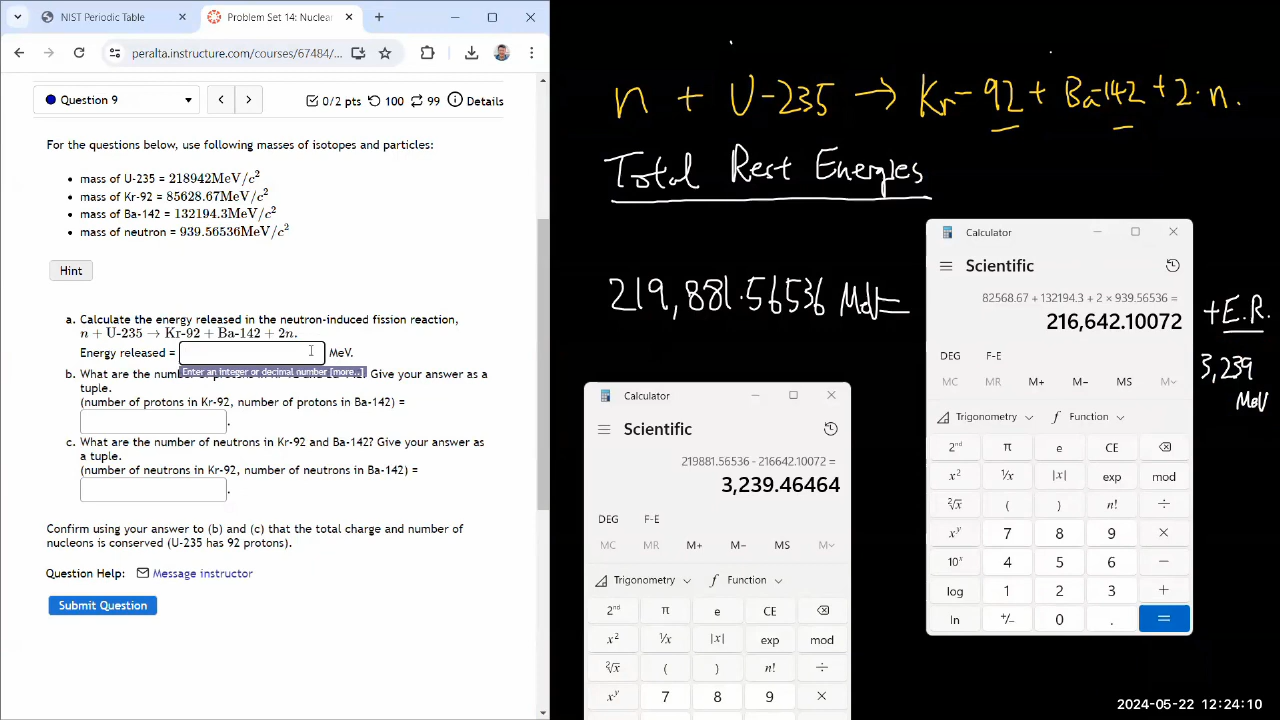 NIST Periodic Table
Problem Set 14: Nuclear
peralta.instructure.com/courses/67484/...
Question 9
0/2 pts
100
99
Details
For the questions below, use following masses of isotopes and particles:
mass of U-235 = 218942MeV/c²
mass of Kr-92 = 85628.67MeV/c²
mass of Ba-142 = 132194.3MeV/c²
mass of neutron = 939.56536MeV/c²
Hint
a. Calculate the energy released in the neutron-induced fission reaction,
n + U-235 → Kr-92 + Ba-142 + 2n.
Energy released = MeV.
Enter an integer or decimal number [more..]
b. What are the number of protons in Kr-92 and Ba-142? Give your answer as a
tuple.
(number of protons in Kr-92, number of protons in Ba-142) =
.
c. What are the number of neutrons in Kr-92 and Ba-142? Give your answer as
a tuple.
(number of neutrons in Kr-92, number of neutrons in Ba-142) =
.
Confirm using your answer to (b) and (c) that the total charge and number of
nucleons is conserved (U-235 has 92 protons).
Question Help: Message instructor
Submit Question
n + U-235 → Kr-92 + Ba-142 + 2·n.
Total Rest Energies
219,881.56536 MeV =
+ E.R.
3,239
MeV
Calculator
Scientific
82568.67 + 132194.3 + 2 × 939.56536 =
216,642.10072
DEG F-E
MC MR M+ M− MS M˅
Trigonometry Function
2ⁿᵈ π e CE
x² ¹/x |x| exp mod
²√x ( ) n! ÷
xʸ 7 8 9 ×
10ˣ 4 5 6 −
log 1 2 3 +
ln +/− 0 . =
Calculator
Scientific
219881.56536 - 216642.10072 =
3,239.46464
DEG F-E
MC MR M+ M− MS M˅
Trigonometry Function
2ⁿᵈ π e CE
x² ¹/x |x| exp mod
²√x ( ) n! ÷
xʸ 7 8 9 ×
2024-05-22 12:24:10